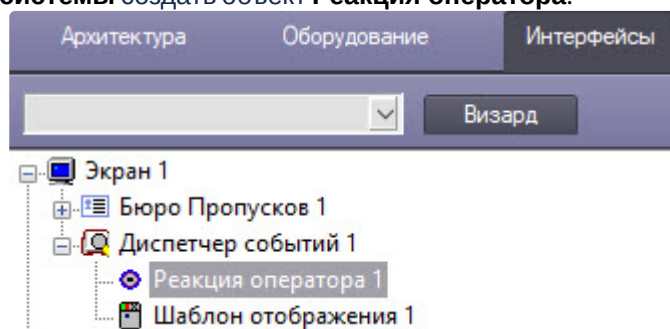 системы создать объект Реакция оператора.
Архитектура Оборудование Интерфейсы
Визард
Экран 1
Бюро Пропусков 1
Диспетчер событий 1
Реакция оператора 1
Шаблон отображения 1